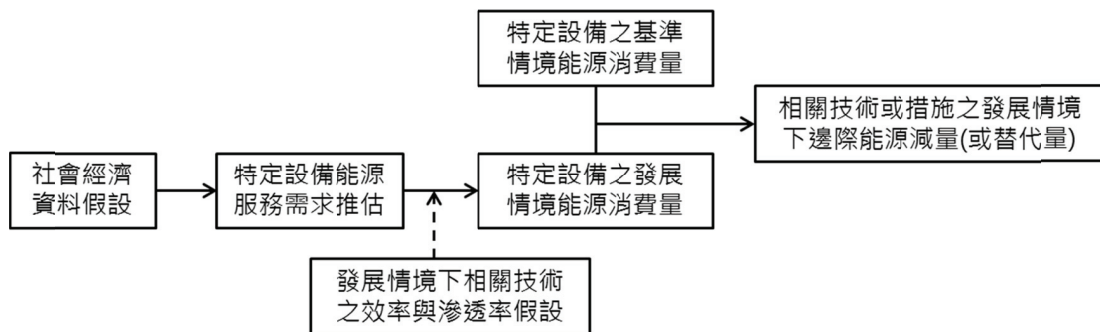 特定設備之基準
情境能源消費量
相關技術或措施之發展情境
下邊際能源減量(或替代量)
社會經濟
資料假設
特定設備能源
服務需求推估
特定設備之發展
情境能源消費量
發展情境下相關技術
之效率與滲透率假設